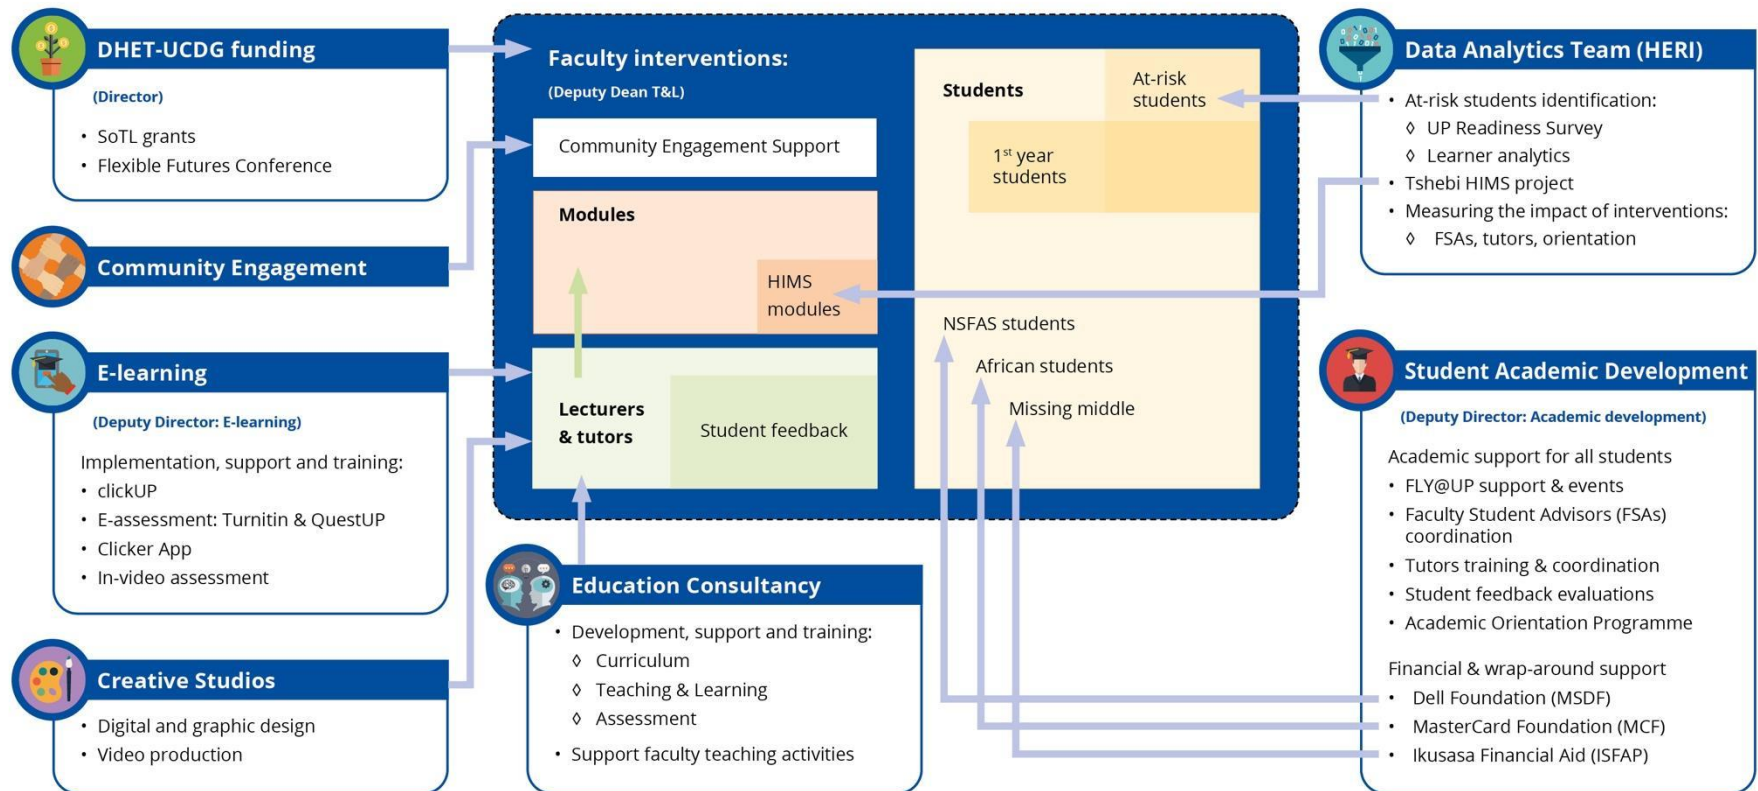 DHET-UCDG funding
(Director)
• SoTL grants
• Flexible Futures Conference
Community Engagement
E-learning
(Deputy Director: E-learning)
Implementation, support and training:
• clickUP
• E-assessment: Turnitin & QuestUP
• Clicker App
• In-video assessment
Creative Studios
• Digital and graphic design
• Video production
Faculty interventions:
(Deputy Dean T&L)
Community Engagement Support
Modules
HIMS
modules
Lecturers
& tutors
Student feedback
Students
At-risk
students
1st year
students
NSFAS students
African students
Missing middle
Education Consultancy
• Development, support and training:
◊ Curriculum
◊ Teaching & Learning
◊ Assessment
• Support faculty teaching activities
Data Analytics Team (HERI)
• At-risk students identification:
◊ UP Readiness Survey
◊ Learner analytics
• Tshebi HIMS project
• Measuring the impact of interventions:
◊ FSAs, tutors, orientation
Student Academic Development
(Deputy Director: Academic development)
Academic support for all students
• FLY@UP support & events
• Faculty Student Advisors (FSAs)
coordination
• Tutors training & coordination
• Student feedback evaluations
• Academic Orientation Programme
Financial & wrap-around support
• Dell Foundation (MSDF)
• MasterCard Foundation (MCF)
• Ikusasa Financial Aid (ISFAP)